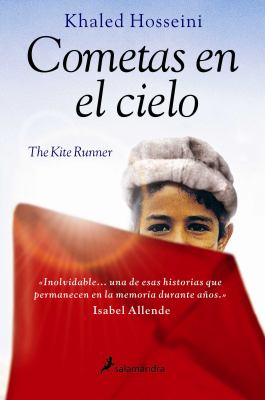 Khaled Hosseini
Cometas en
el cielo
The Kite Runner
«Inolvidable... una de esas historias que
permanecen en la memoria durante años.»
Isabel Allende
salamandra